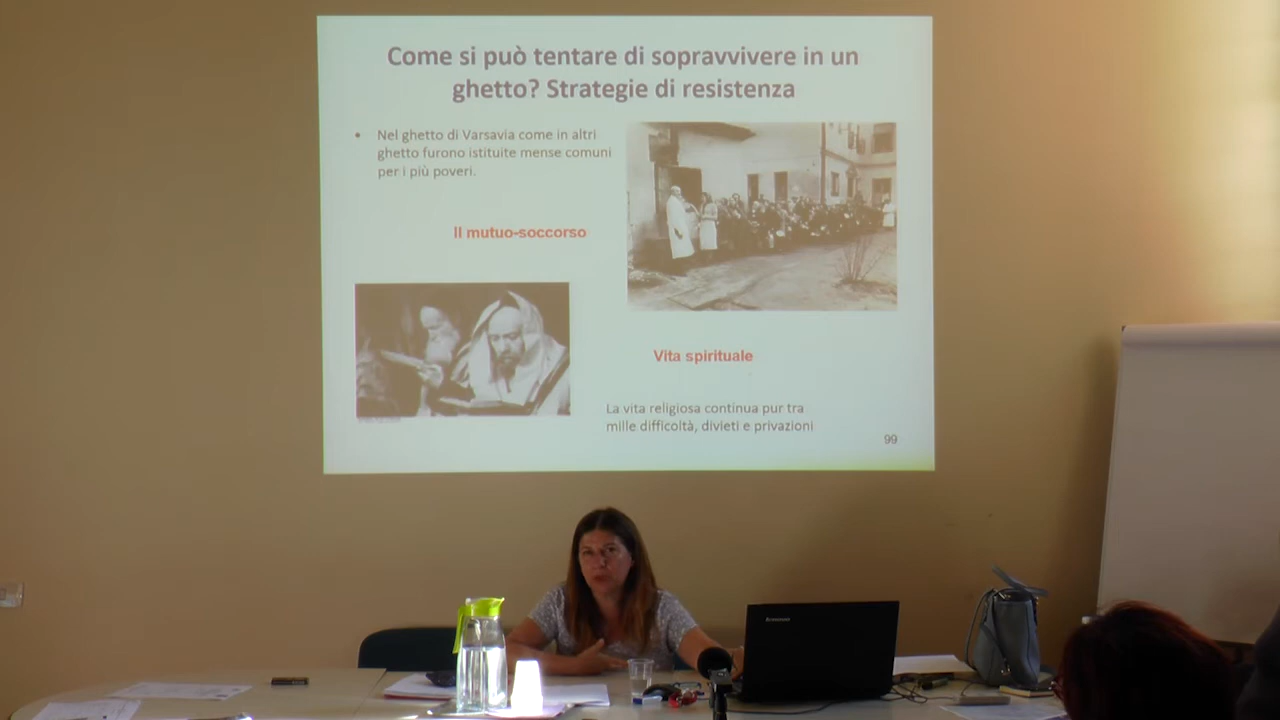 Come si può tentare di sopravvivere in un
ghetto? Strategie di resistenza
• Nel ghetto di Varsavia come in altri
ghetto furono istituite mense comuni
per i più poveri.
Il mutuo-soccorso
Vita spirituale
La vita religiosa continua pur tra
mille difficoltà, divieti e privazioni
99
lenovo